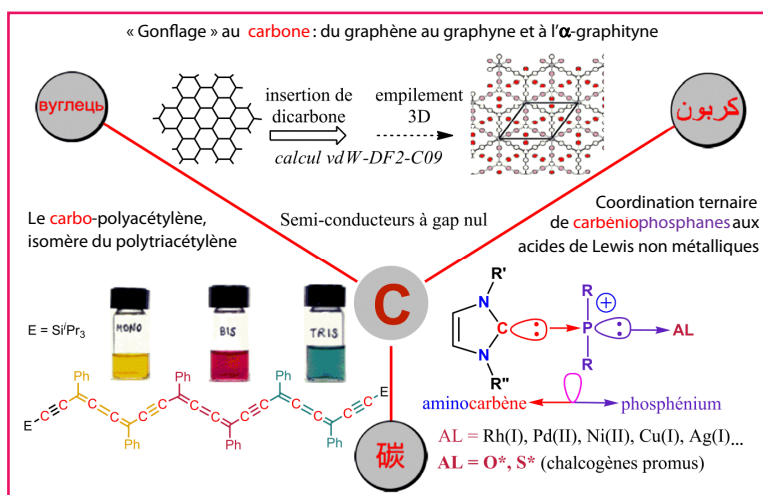 « Gonflage » au carbone : du graphène au graphyne et à l'α-graphityne
вуглець
insertion de
dicarbone
empilement
3D
calcul vdW-DF2-C09
کربون
Le carbo-polyacétylène,
isomère du polytriacétylène
Semi-conducteurs à gap nul
Coordination ternaire
de carbéniophosphanes aux
acides de Lewis non métalliques
C
E = SiⁱPr₃
MONO
BIS
TRIS
R'
N
C
N
R"
R
+
P
R
AL
aminocarbène
phosphénium
Ph
Ph
Ph
E
E
Ph
Ph
Ph
碳
AL = Rh(I), Pd(II), Ni(II), Cu(I), Ag(I)...
AL = O*, S* (chalcogènes promus)